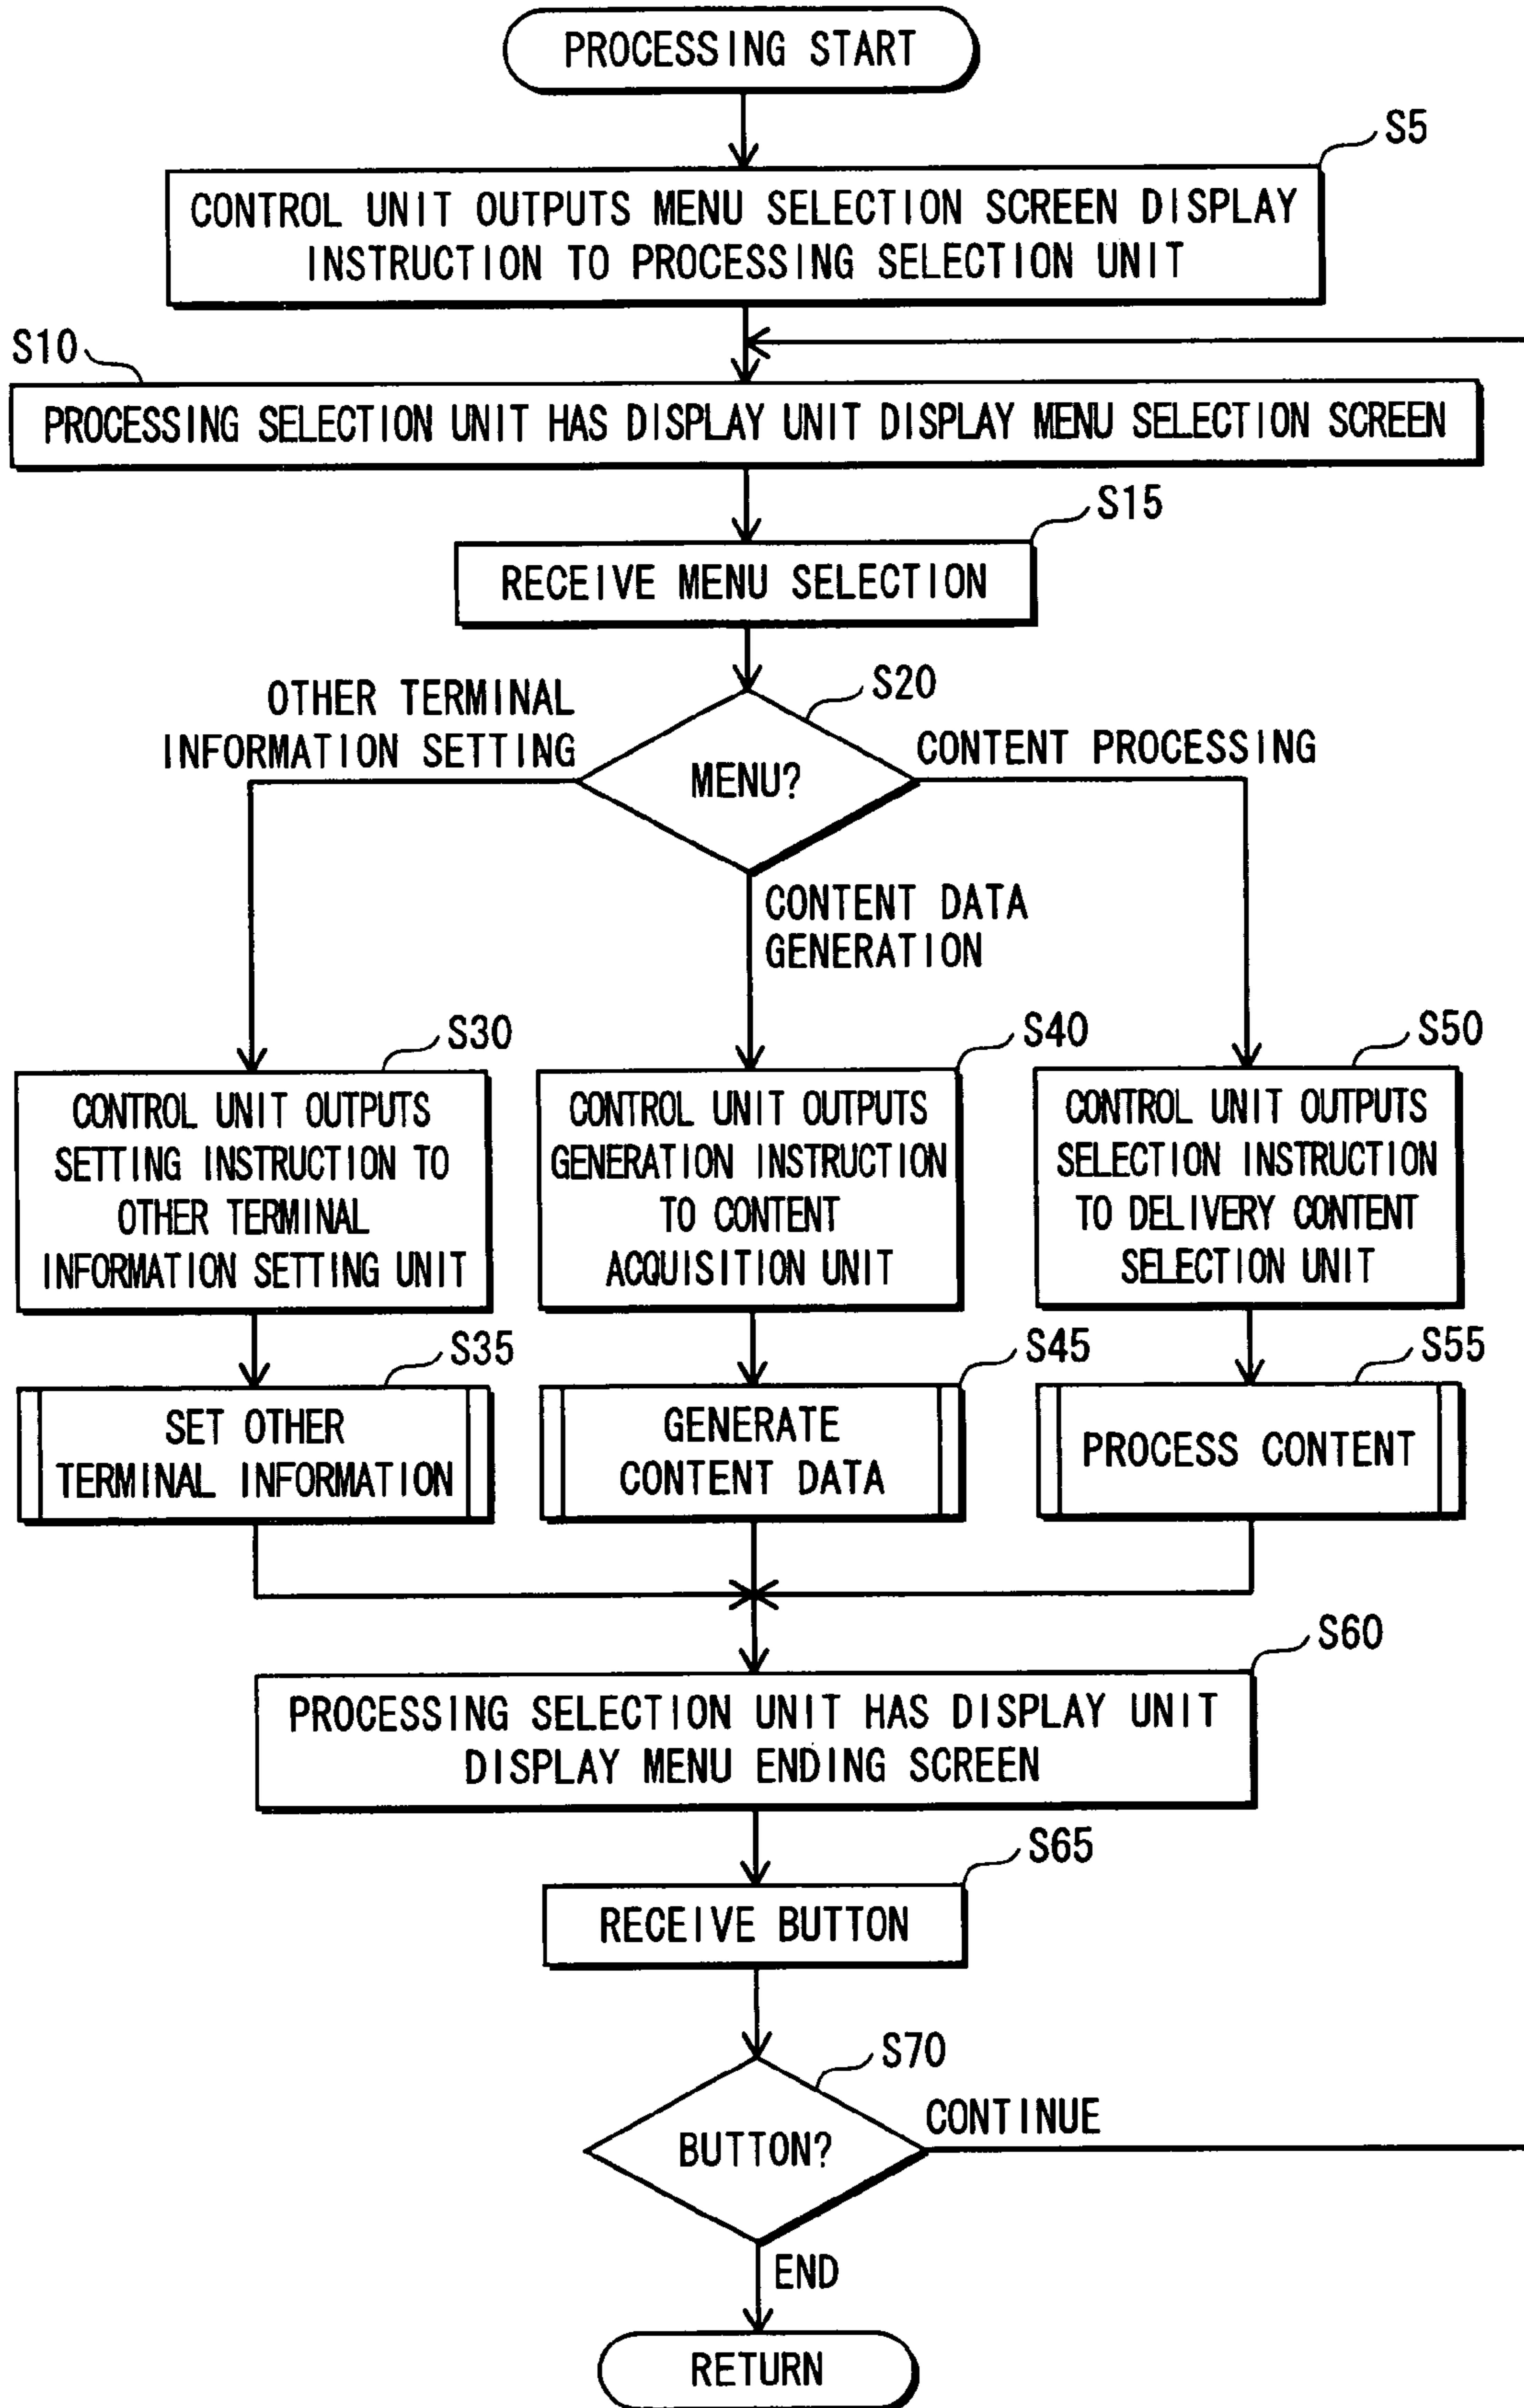 PROCESSING START
S5
CONTROL UNIT OUTPUTS MENU SELECTION SCREEN DISPLAY
INSTRUCTION TO PROCESSING SELECTION UNIT
S10
PROCESSING SELECTION UNIT HAS DISPLAY UNIT DISPLAY MENU SELECTION SCREEN
S15
RECEIVE MENU SELECTION
S20
OTHER TERMINAL
INFORMATION SETTING
MENU?
CONTENT PROCESSING
CONTENT DATA
GENERATION
S30
CONTROL UNIT OUTPUTS
SETTING INSTRUCTION TO
OTHER TERMINAL
INFORMATION SETTING UNIT
S40
CONTROL UNIT OUTPUTS
GENERATION INSTRUCTION
TO CONTENT
ACQUISITION UNIT
S50
CONTROL UNIT OUTPUTS
SELECTION INSTRUCTION
TO DELIVERY CONTENT
SELECTION UNIT
S35
SET OTHER
TERMINAL INFORMATION
S45
GENERATE
CONTENT DATA
S55
PROCESS CONTENT
S60
PROCESSING SELECTION UNIT HAS DISPLAY UNIT
DISPLAY MENU ENDING SCREEN
S65
RECEIVE BUTTON
S70
BUTTON?
CONTINUE
END
RETURN